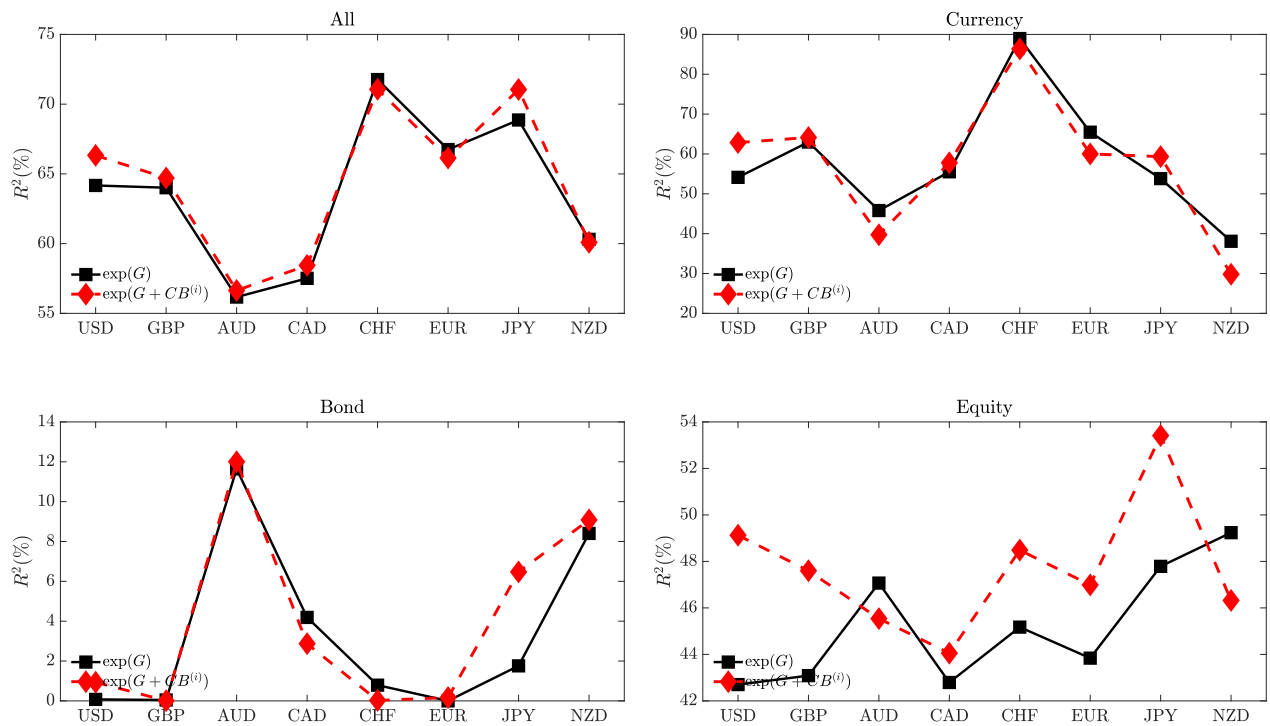 All
75
70
65
60
55
R²(%)
exp(G)
exp(G + CB⁽ⁱ⁾)
USD GBP AUD CAD CHF EUR JPY NZD
Currency
90
80
70
60
50
40
30
20
R²(%)
exp(G)
exp(G + CB⁽ⁱ⁾)
USD GBP AUD CAD CHF EUR JPY NZD
Bond
14
12
10
8
6
4
2
0
R²(%)
exp(G)
exp(G + CB⁽ⁱ⁾)
USD GBP AUD CAD CHF EUR JPY NZD
Equity
54
52
50
48
46
44
42
R²(%)
exp(G)
exp(G + CB⁽ⁱ⁾)
USD GBP AUD CAD CHF EUR JPY NZD